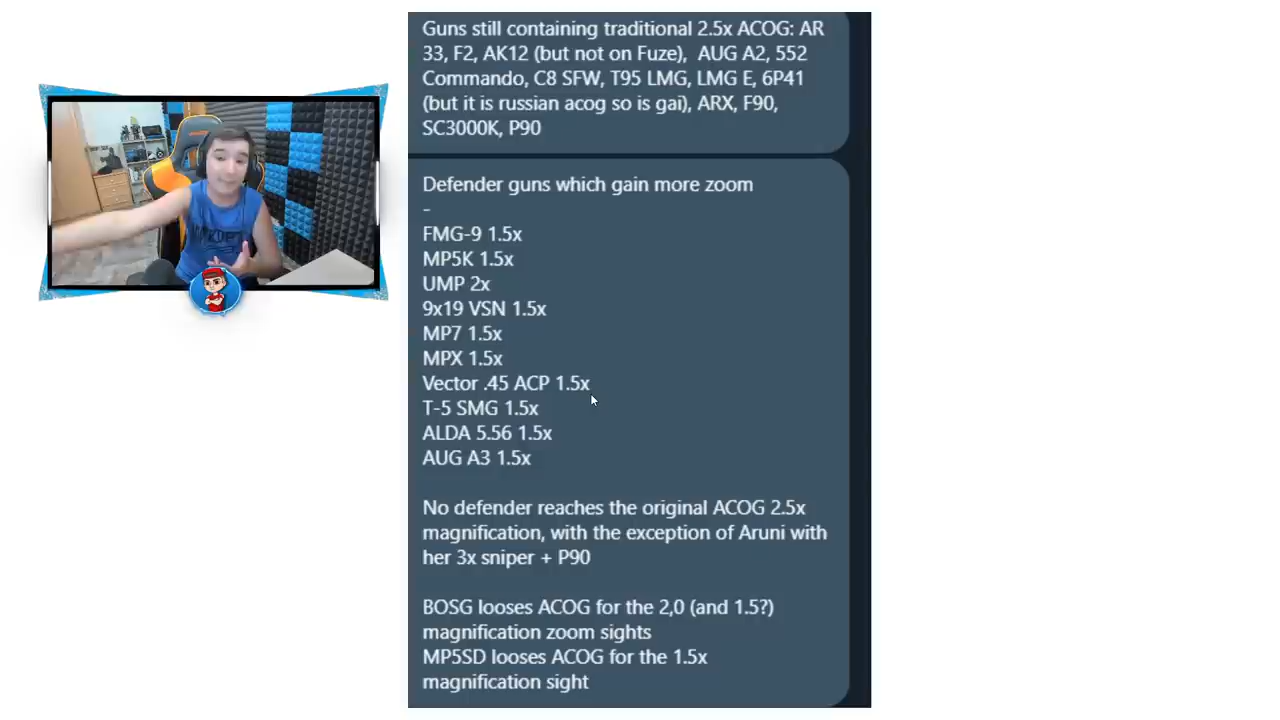 Guns still containing traditional 2.5x ACOG: AR
33, F2, AK12 (but not on Fuze), AUG A2, 552
Commando, C8 SFW, T95 LMG, LMG E, 6P41
(but it is russian acog so is gai), ARX, F90,
SC3000K, P90
Defender guns which gain more zoom
-
FMG-9 1.5x
MP5K 1.5x
UMP 2x
9x19 VSN 1.5x
MP7 1.5x
MPX 1.5x
Vector .45 ACP 1.5x
T-5 SMG 1.5x
ALDA 5.56 1.5x
AUG A3 1.5x
No defender reaches the original ACOG 2.5x
magnification, with the exception of Aruni with
her 3x sniper + P90
BOSG looses ACOG for the 2,0 (and 1.5?)
magnification zoom sights
MP5SD looses ACOG for the 1.5x
magnification sight